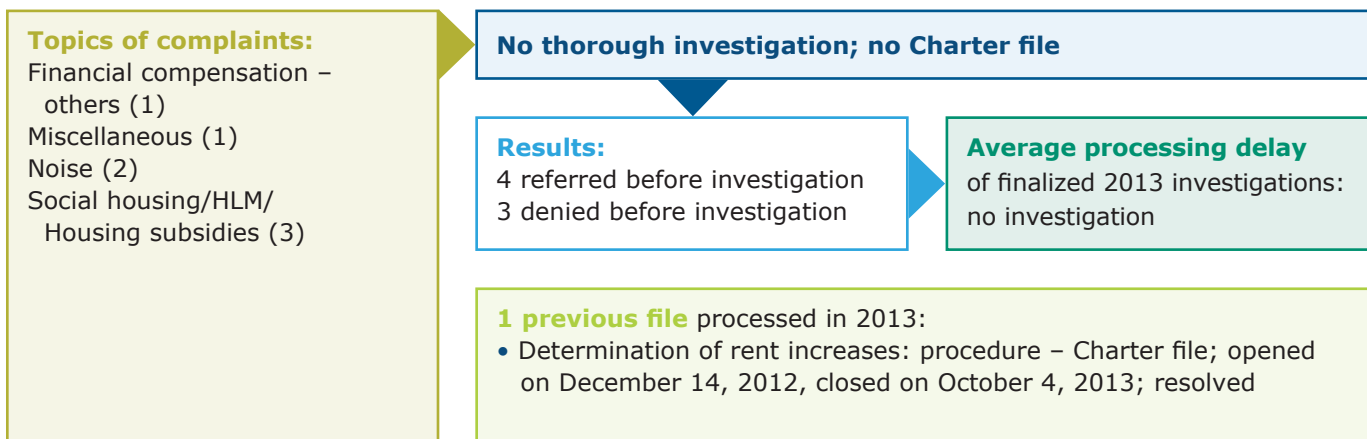 Topics of complaints:
Financial compensation –
others (1)
Miscellaneous (1)
Noise (2)
Social housing/HLM/
Housing subsidies (3)
No thorough investigation; no Charter file
Results:
4 referred before investigation
3 denied before investigation
Average processing delay
of finalized 2013 investigations:
no investigation
1 previous file processed in 2013:
• Determination of rent increases: procedure – Charter file; opened
on December 14, 2012, closed on October 4, 2013; resolved